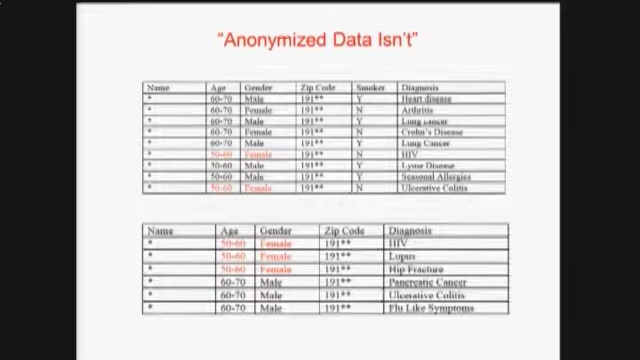 "Anonymized Data Isn't"
Name Age Gender Zip Code Smoker Diagnosis
* 60-70 Male 191** Y Heart disease
* 60-70 Female 191** N Arthritis
* 60-70 Male 191** Y Lung cancer
* 60-70 Female 191** N Crohn's Disease
* 60-70 Male 191** Y Lung Cancer
* 50-60 Female 191** N HIV
* 50-60 Male 191** Y Lyme Disease
* 50-60 Male 191** Y Seasonal Allergies
* 50-60 Female 191** N Ulcerative Colitis
Name Age Gender Zip Code Diagnosis
* 50-60 Female 191** HIV
* 50-60 Female 191** Lupus
* 50-60 Female 191** Hip Fracture
* 60-70 Male 191** Pancreatic Cancer
* 60-70 Male 191** Ulcerative Colitis
* 60-70 Male 191** Flu Like Symptoms